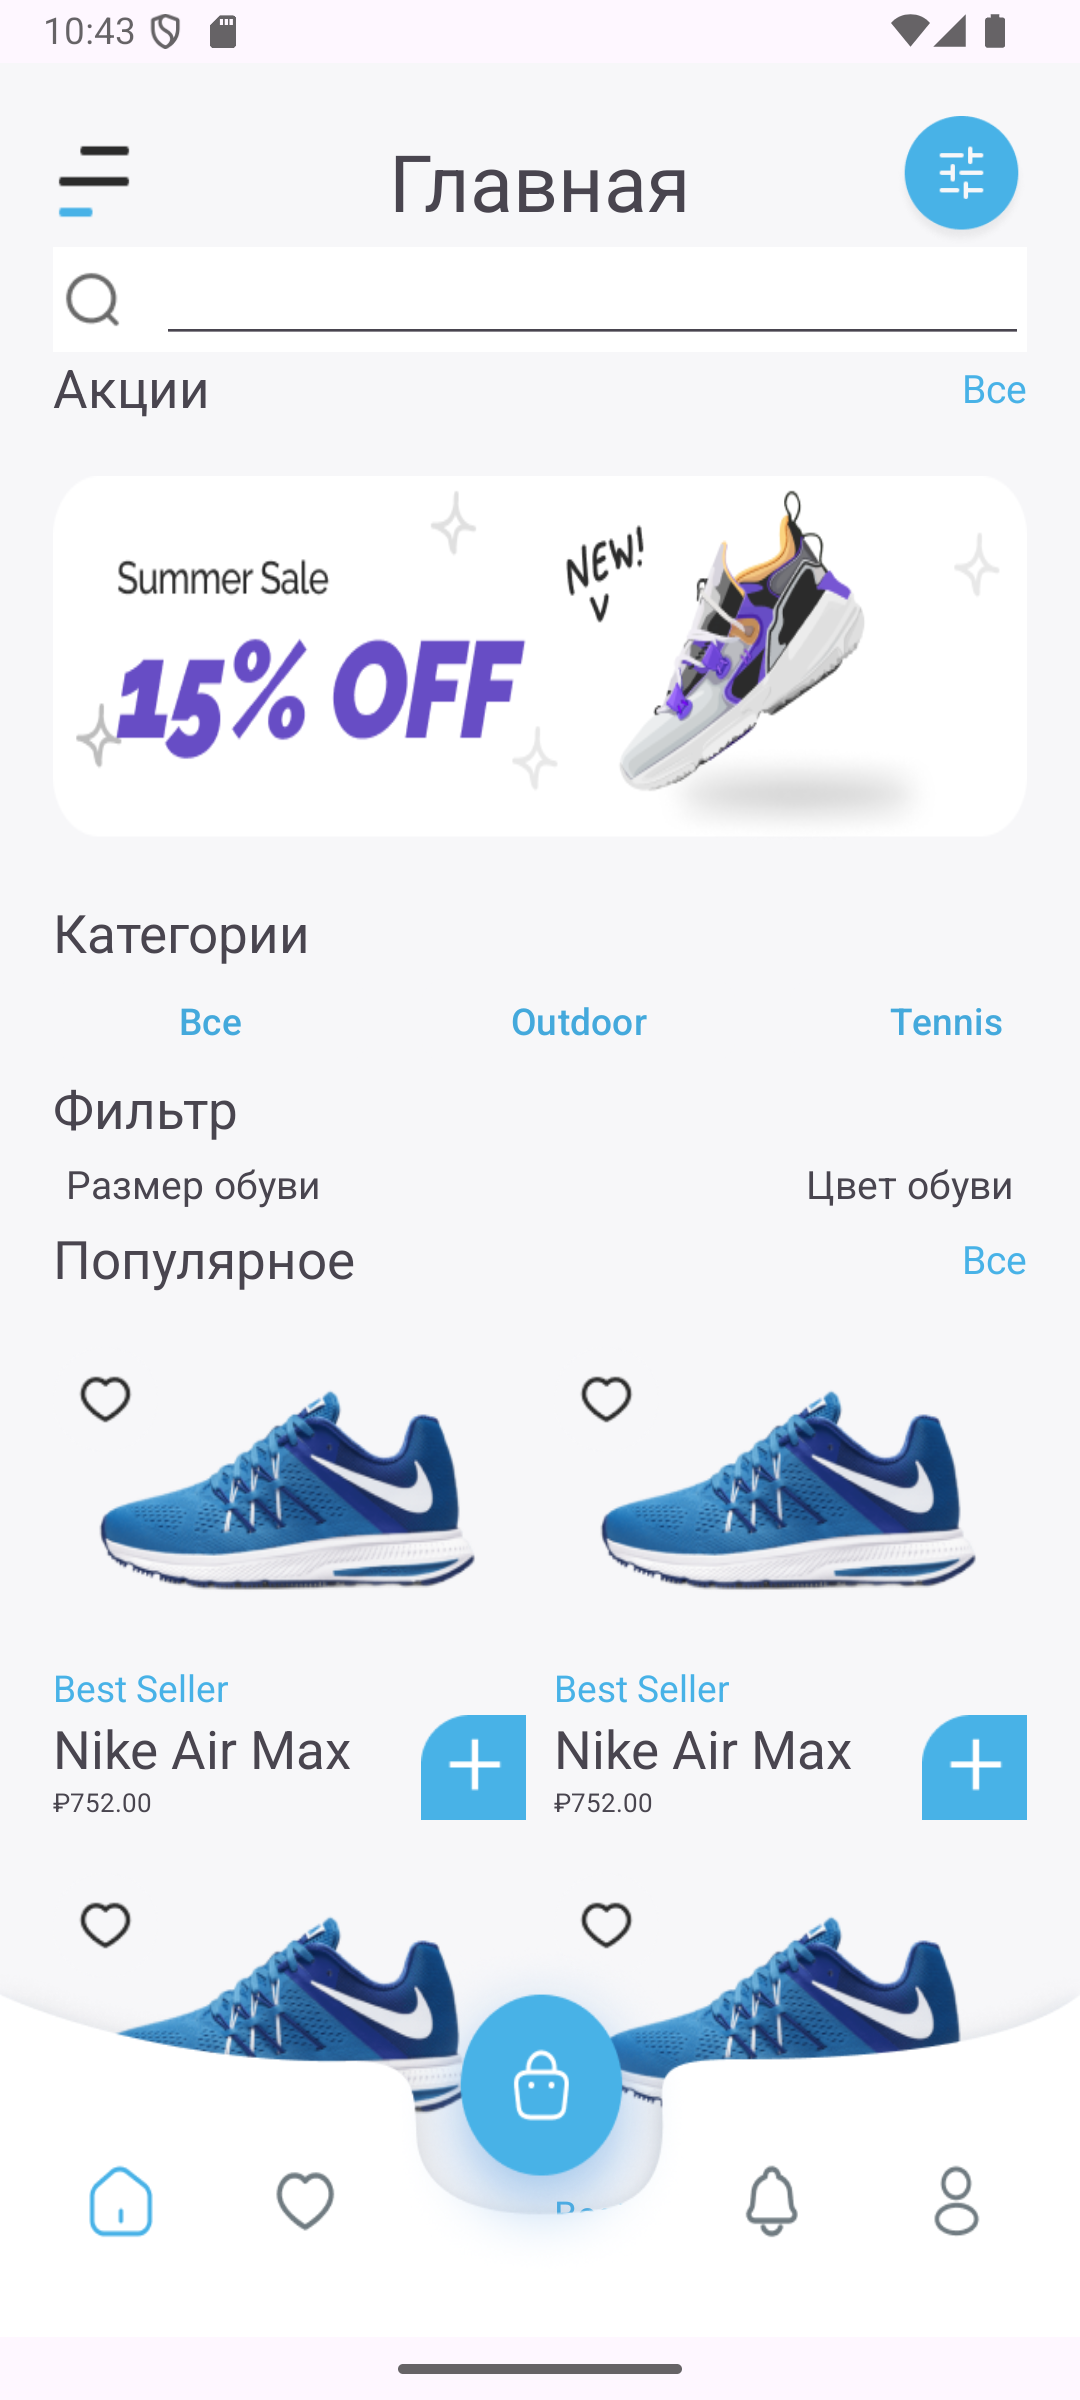 10:43
Главная
Акции
Все
Summer Sale
15% OFF
NEW!
Категории
Все
Outdoor
Tennis
Фильтр
Размер обуви
Цвет обуви
Популярное
Все
Best Seller
Best Seller
Nike Air Max
Nike Air Max
₽752.00
₽752.00